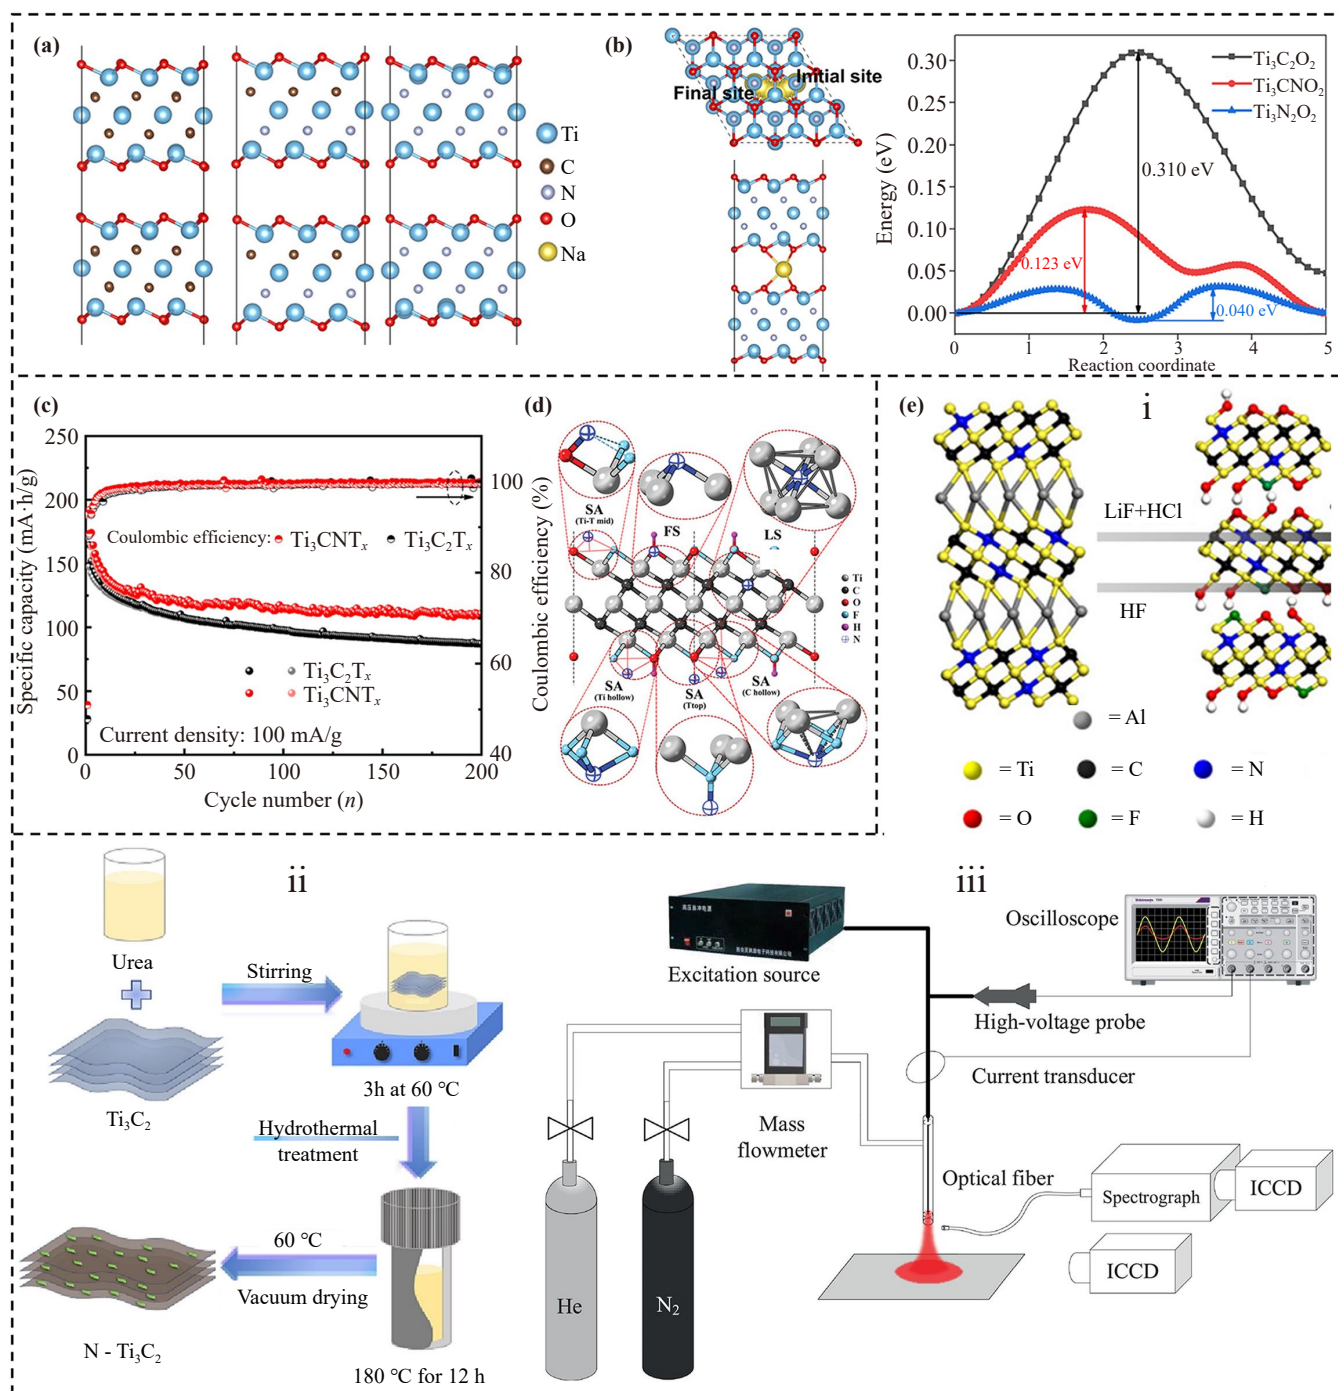 (a)
Ti
C
N
O
Na
(b)
Initial site
Final site
Energy (eV)
0.30
0.25
0.20
0.15
0.10
0.05
0.00
Ti₃C₂O₂
Ti₃CNO₂
Ti₃N₂O₂
0.310 eV
0.123 eV
0.040 eV
0
1
2
3
4
5
Reaction coordinate
(c)
Specific capacity (mA·h/g)
250
200
150
100
50
0
Coulombic efficiency: Ti₃CNTₓ Ti₃C₂Tₓ
Ti₃C₂Tₓ
Ti₃CNTₓ
Current density: 100 mA/g
0
50
100
150
200
Cycle number (n)
100
80
60
40
Coulombic efficiency (%)
(d)
SA
(Ti-T mid)
FS
LS
Ti
C
O
F
H
N
SA
(Ti hollow)
SA
(Ttop)
SA
(C hollow)
(e)
i
LiF+HCl
HF
= Al
= Ti
= C
= N
= O
= F
= H
ii
Urea
Ti₃C₂
Stirring
3h at 60 ℃
Hydrothermal
treatment
180 ℃ for 12 h
60 ℃
Vacuum drying
N - Ti₃C₂
iii
高压脉冲电源
Excitation source
Oscilloscope
High-voltage probe
Current transducer
Mass
flowmeter
Optical fiber
Spectrograph
ICCD
ICCD
He
N₂